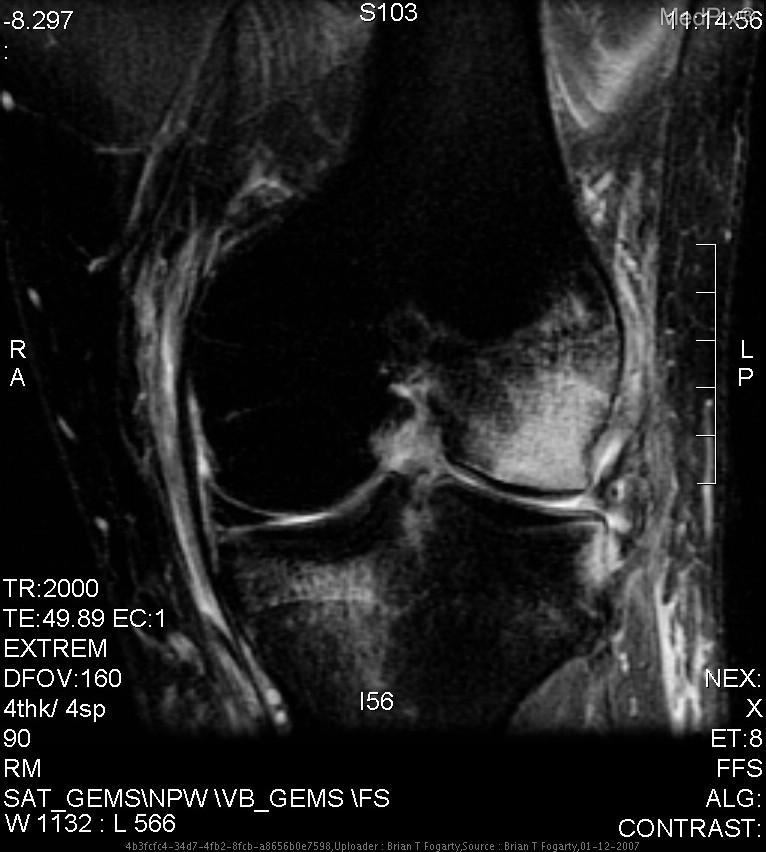 -8.297
:
S103
MedPix®
11:14:56
R
A
L
P
TR:2000
TE:49.89 EC:1
EXTREM
DFOV:160
4thk/ 4sp
90
RM
SAT_GEMS\NPW \VB_GEMS \FS
W 1132 : L 566
I56
NEX:
X
ET:8
FFS
ALG:
CONTRAST:
4b3fcfc4-34d7-4fb2-8fcb-a8656b0e7598,Uploader : Brian T Fogarty,Source : Brian T Fogarty,01-12-2007